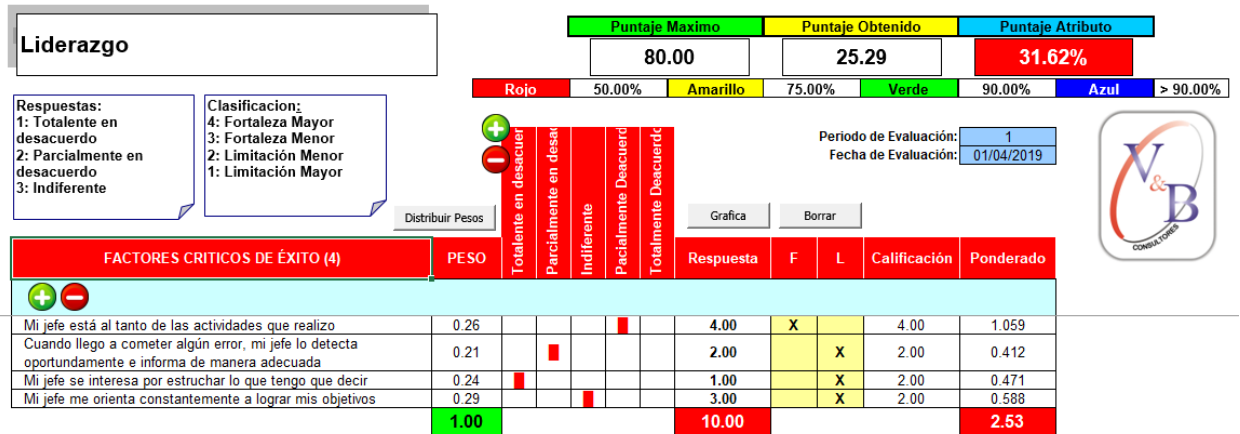 Liderazgo
Puntaje Maximo Puntaje Obtenido Puntaje Atributo
80.00 25.29 31.62%
Rojo 50.00% Amarillo 75.00% Verde 90.00% Azul > 90.00%
Respuestas:
1: Totalente en
desacuerdo
2: Parcialmente en
desacuerdo
3: Indiferente
Clasificacion:
4: Fortaleza Mayor
3: Fortaleza Menor
2: Limitación Menor
1: Limitación Mayor
Periodo de Evaluación: 1
Fecha de Evaluación: 01/04/2019
V&B
CONSULTORES
Distribuir Pesos
Grafica
Borrar
FACTORES CRITICOS DE ÉXITO (4)
PESO
Totalente en desacuer
Parcialmente en desac
Indiferente
Pacialmente Deacuerd
Totalmente Deacuerdo
Respuesta
F
L
Calificación
Ponderado
Mi jefe está al tanto de las actividades que realizo 0.26 4.00 X 4.00 1.059
Cuando llego a cometer algún error, mi jefe lo detecta
oportundamente e informa de manera adecuada 0.21 2.00 X 2.00 0.412
Mi jefe se interesa por estruchar lo que tengo que decir 0.24 1.00 X 2.00 0.471
Mi jefe me orienta constantemente a lograr mis objetivos 0.29 3.00 X 2.00 0.588
1.00 10.00 2.53